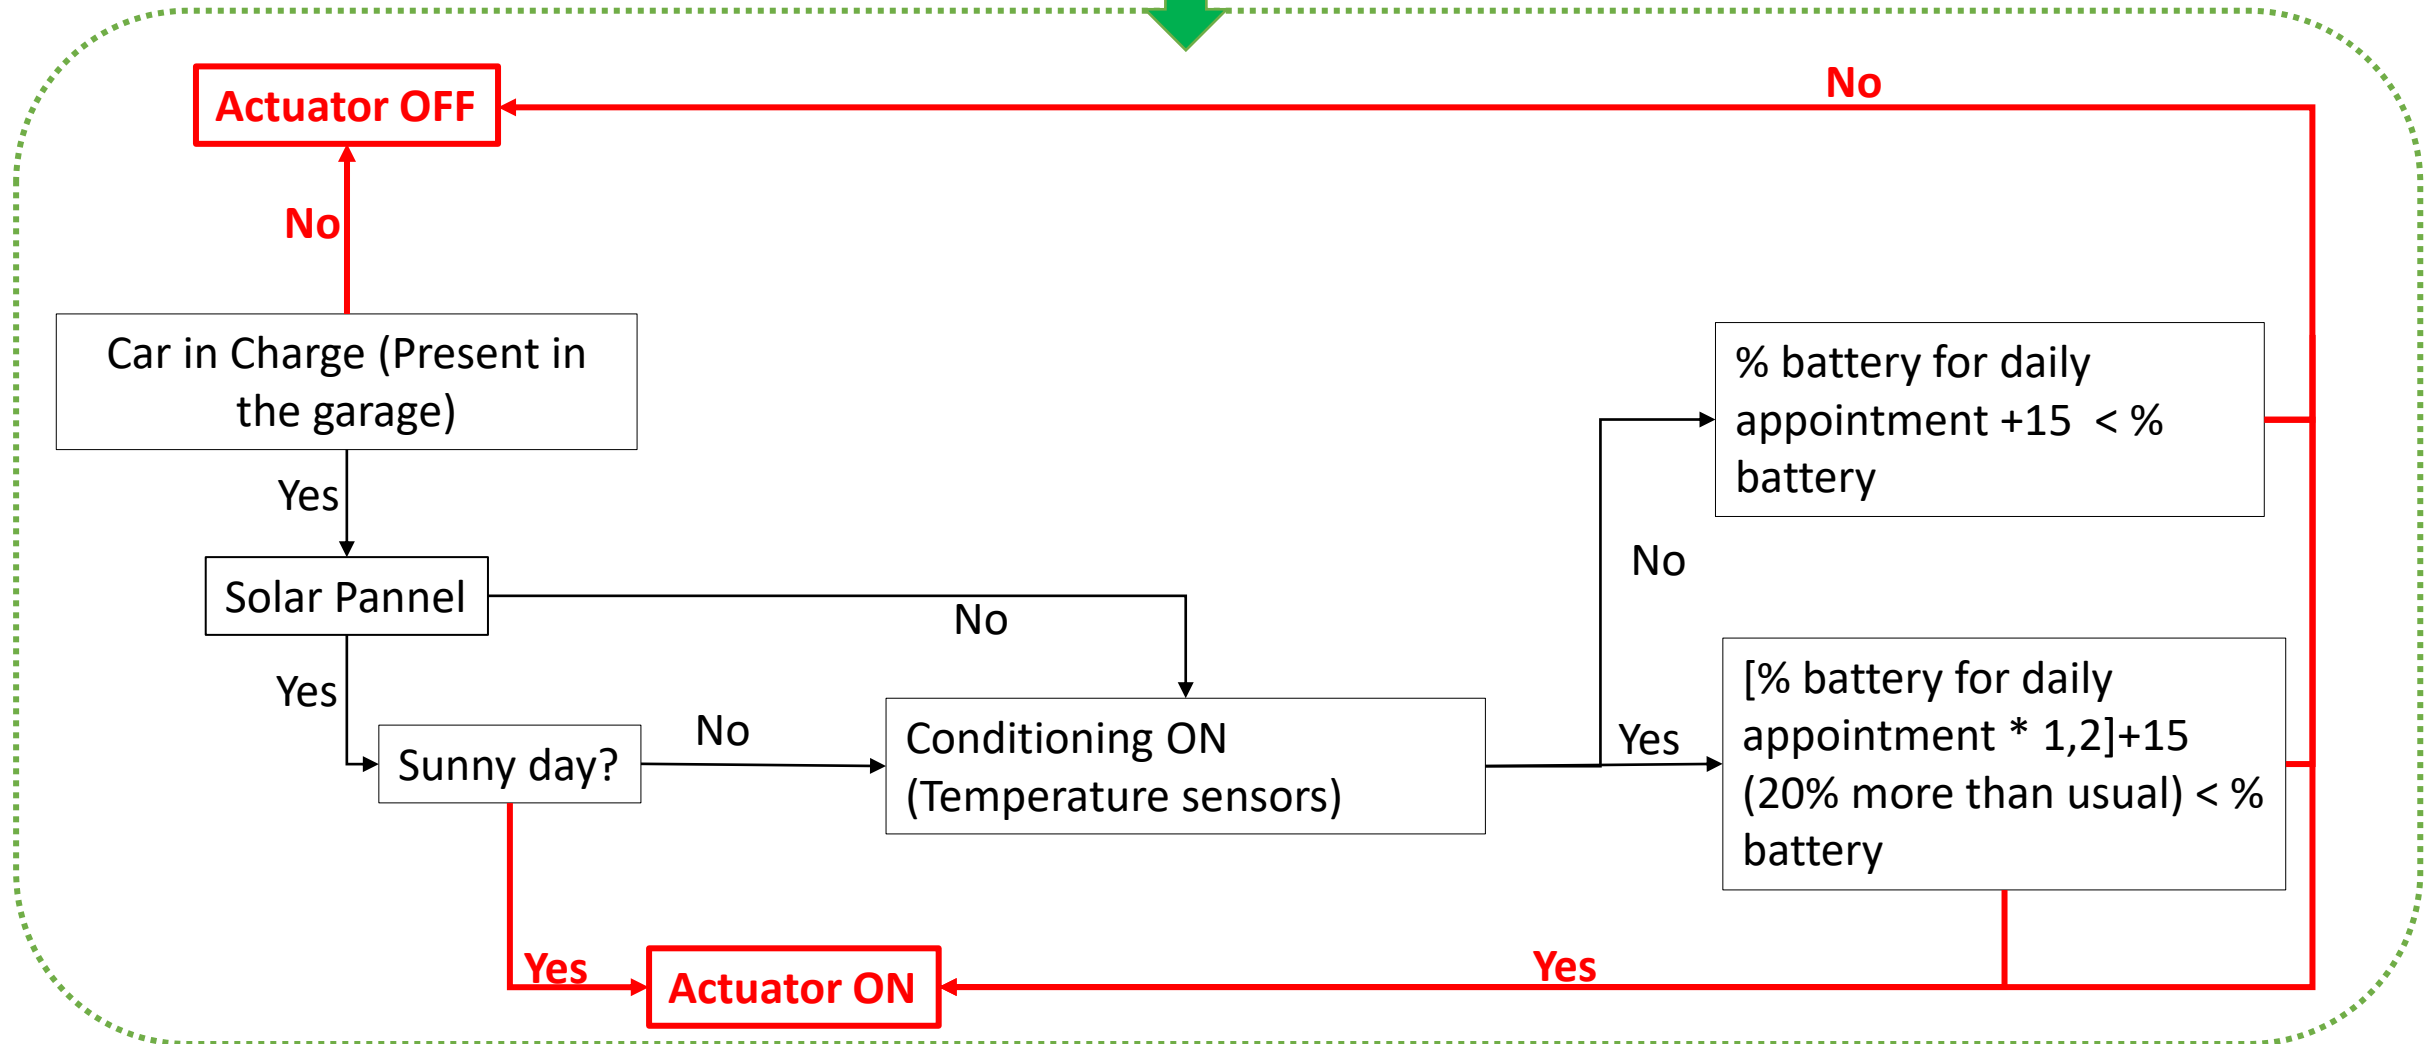 No
Actuator OFF
No
Car in Charge (Present in
the garage)
% battery for daily
appointment +15 < %
battery
Yes
No
Solar Pannel
No
Yes
[% battery for daily
appointment * 1,2]+15
(20% more than usual) < %
battery
Sunny day?
No
Conditioning ON
(Temperature sensors)
Yes
Yes
Actuator ON
Yes